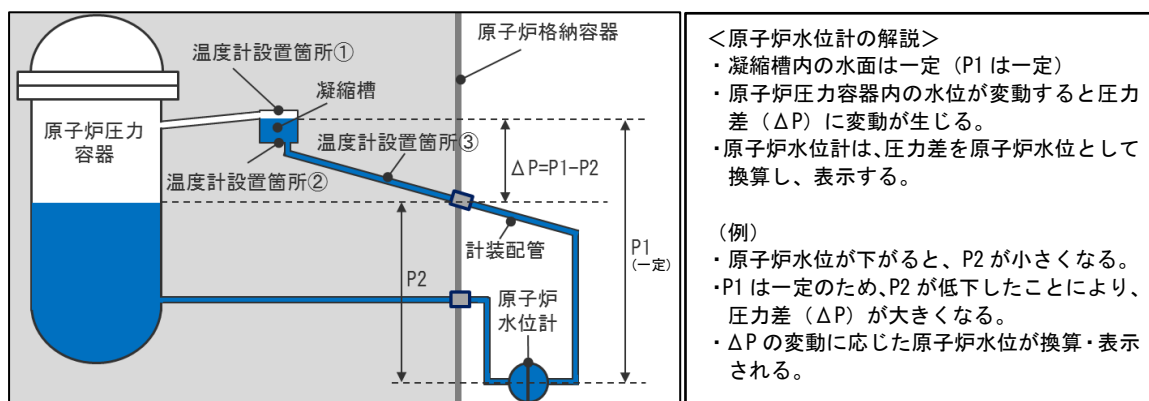 温度計設置箇所①
原子炉格納容器
凝縮槽
原子炉圧力
容器
温度計設置箇所③
ΔP=P1-P2
温度計設置箇所②
計装配管
P1
(一定)
P2
原子炉
水位計
＜原子炉水位計の解説＞
・凝縮槽内の水面は一定（P1 は一定）
・原子炉圧力容器内の水位が変動すると圧力
差（ΔP）に変動が生じる。
・原子炉水位計は、圧力差を原子炉水位として
換算し、表示する。
（例）
・原子炉水位が下がると、P2 が小さくなる。
・P1 は一定のため、P2 が低下したことにより、
圧力差（ΔP）が大きくなる。
・ΔP の変動に応じた原子炉水位が換算・表示
される。